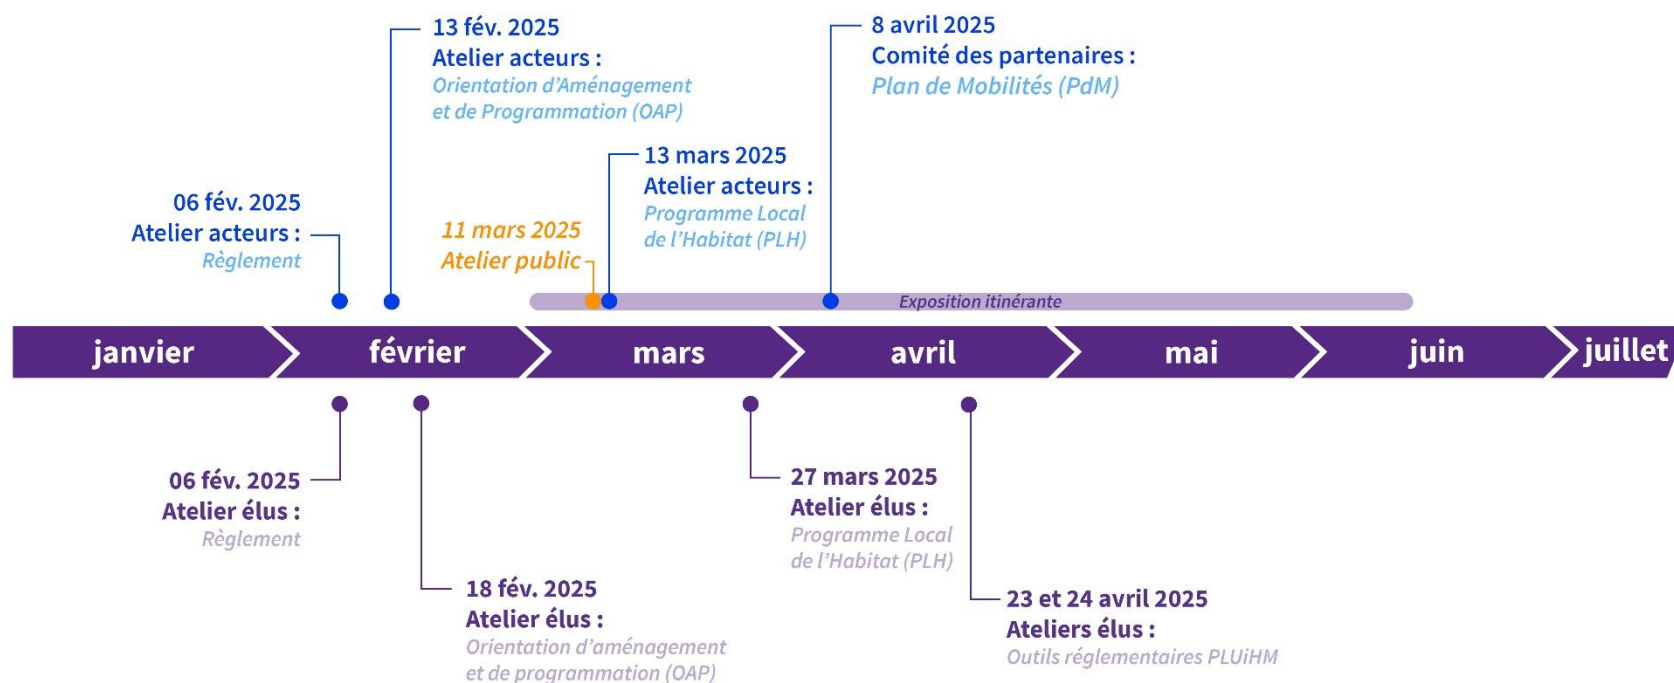 13 fév. 2025
Atelier acteurs :
Orientation d'Aménagement
et de Programmation (OAP)
8 avril 2025
Comité des partenaires :
Plan de Mobilités (PdM)
13 mars 2025
Atelier acteurs :
Programme Local
de l'Habitat (PLH)
06 fév. 2025
Atelier acteurs :
Règlement
11 mars 2025
Atelier public
Exposition itinérante
janvier
février
mars
avril
mai
juin
juillet
06 fév. 2025
Atelier élus :
Règlement
27 mars 2025
Atelier élus :
Programme Local
de l'Habitat (PLH)
18 fév. 2025
Atelier élus :
Orientation d'aménagement
et de programmation (OAP)
23 et 24 avril 2025
Ateliers élus :
Outils réglementaires PLUiHM